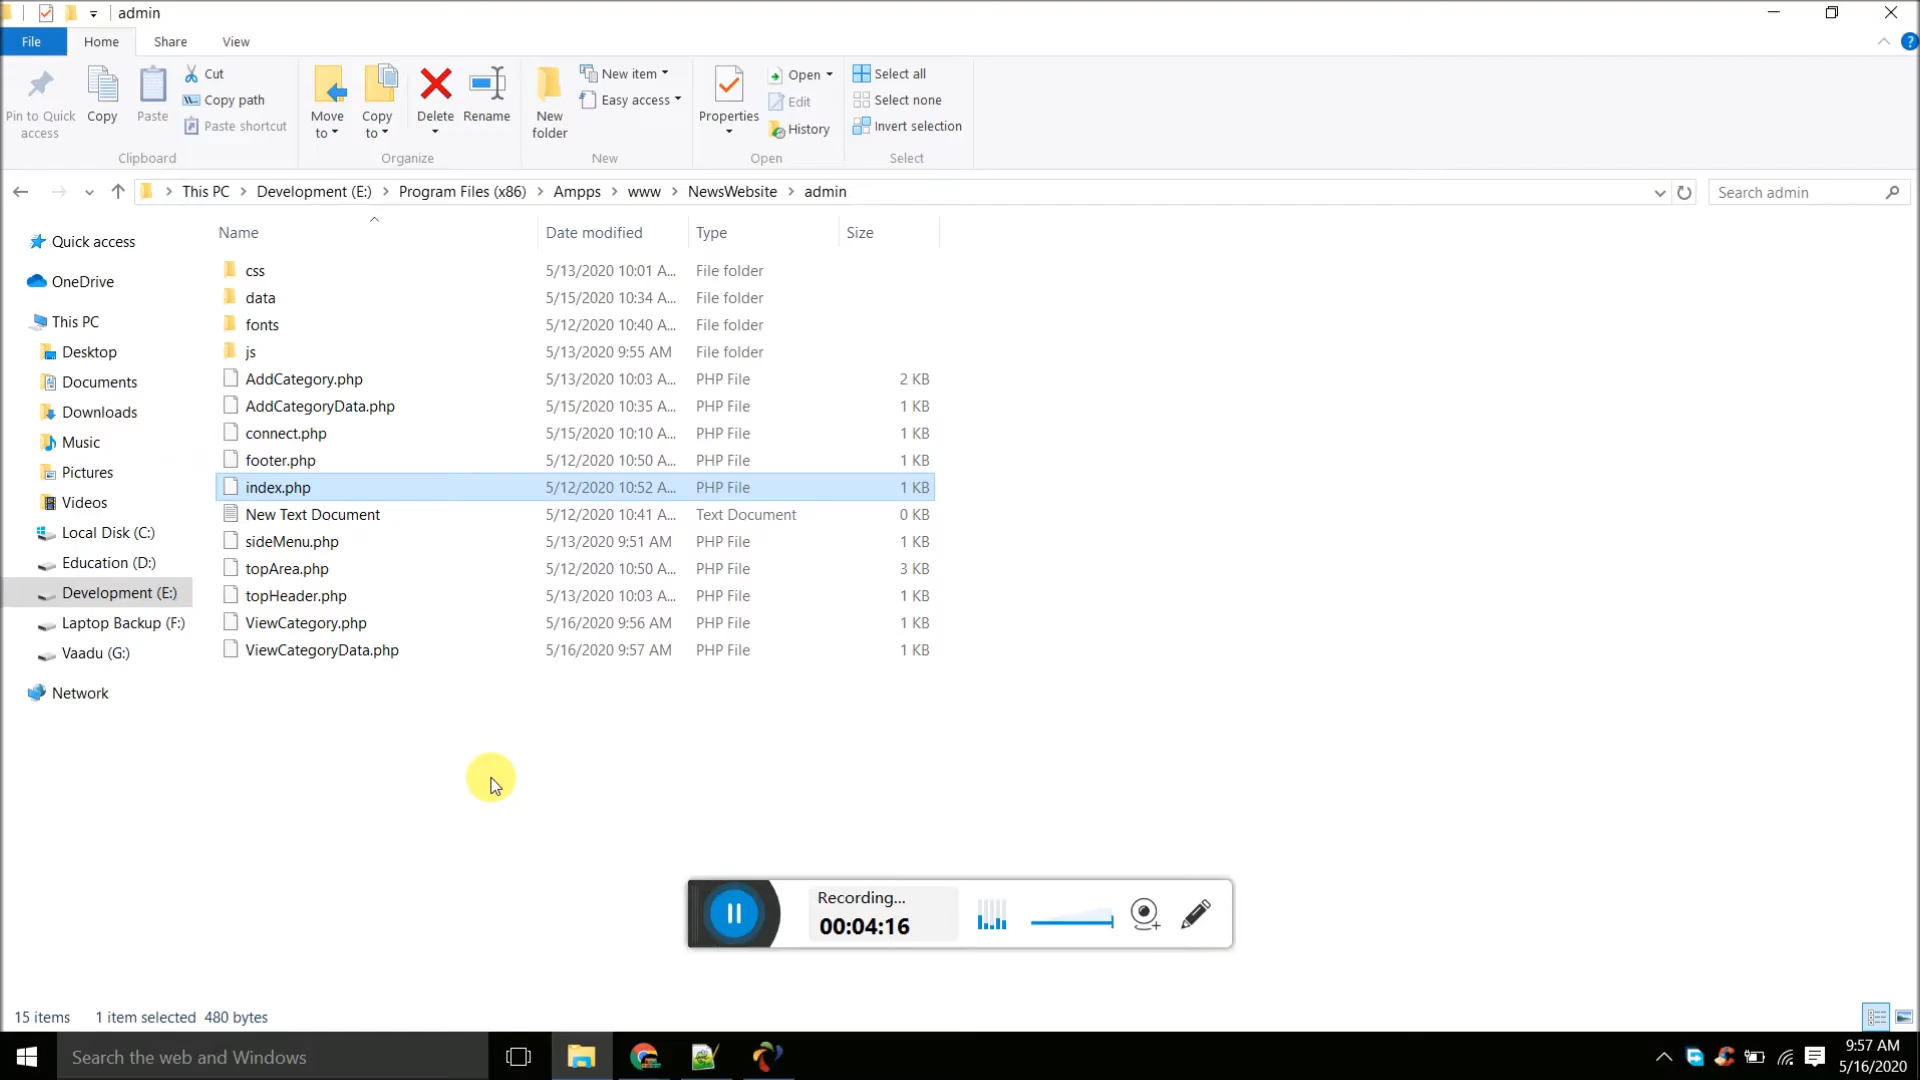 admin
File Home Share View
Pin to Quick access
Copy
Paste
Cut
Copy path
Paste shortcut
Clipboard
Move to
Copy to
Delete
Rename
Organize
New folder
New item
Easy access
New
Properties
Open
Edit
History
Open
Select all
Select none
Invert selection
Select
This PC Development (E:) Program Files (x86) Ampps www NewsWebsite admin
Search admin
Quick access
OneDrive
This PC
Desktop
Documents
Downloads
Music
Pictures
Videos
Local Disk (C:)
Education (D:)
Development (E:)
Laptop Backup (F:)
Vaadu (G:)
Network
Name Date modified Type Size
css 5/13/2020 10:01 A... File folder
data 5/15/2020 10:34 A... File folder
fonts 5/12/2020 10:40 A... File folder
js 5/13/2020 9:55 AM File folder
AddCategory.php 5/13/2020 10:03 A... PHP File 2 KB
AddCategoryData.php 5/15/2020 10:35 A... PHP File 1 KB
connect.php 5/15/2020 10:10 A... PHP File 1 KB
footer.php 5/12/2020 10:50 A... PHP File 1 KB
index.php 5/12/2020 10:52 A... PHP File 1 KB
New Text Document 5/12/2020 10:41 A... Text Document 0 KB
sideMenu.php 5/13/2020 9:51 AM PHP File 1 KB
topArea.php 5/12/2020 10:50 A... PHP File 3 KB
topHeader.php 5/13/2020 10:03 A... PHP File 1 KB
ViewCategory.php 5/16/2020 9:56 AM PHP File 1 KB
ViewCategoryData.php 5/16/2020 9:57 AM PHP File 1 KB
Recording...
00:04:16
15 items 1 item selected 480 bytes
Search the web and Windows
9:57 AM
5/16/2020